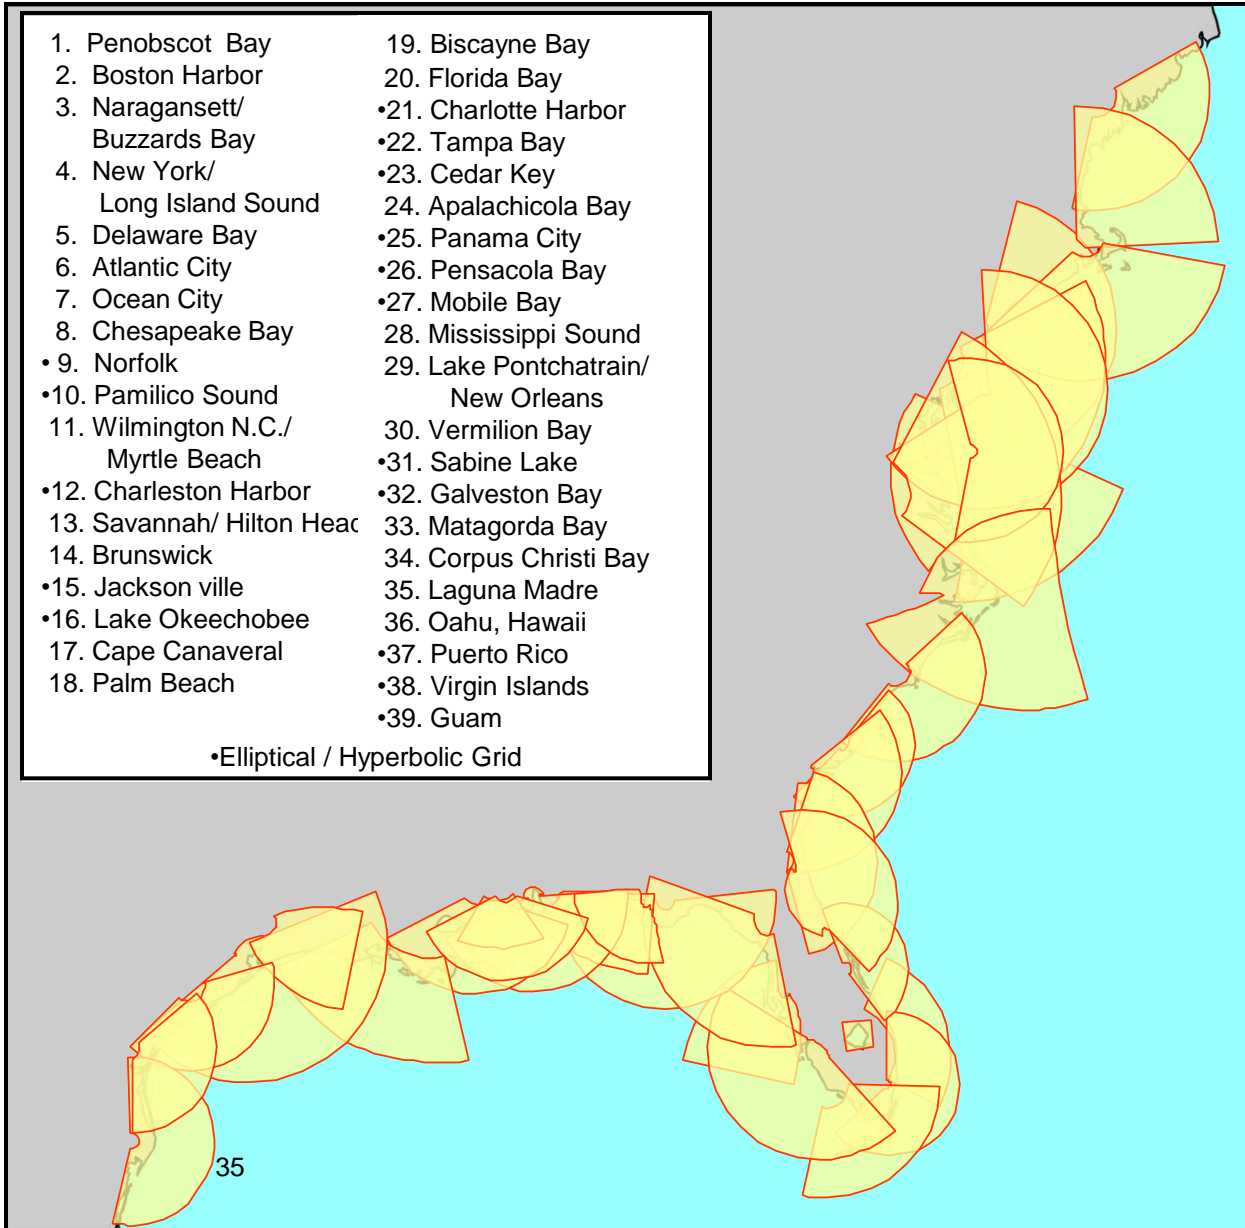 1. Penobscot Bay
2. Boston Harbor
3. Naragansett/
Buzzards Bay
4. New York/
Long Island Sound
5. Delaware Bay
6. Atlantic City
7. Ocean City
8. Chesapeake Bay
• 9. Norfolk
•10. Pamilico Sound
11. Wilmington N.C./
Myrtle Beach
•12. Charleston Harbor
13. Savannah/ Hilton Head
14. Brunswick
•15. Jackson ville
•16. Lake Okeechobee
17. Cape Canaveral
18. Palm Beach
19. Biscayne Bay
20. Florida Bay
•21. Charlotte Harbor
•22. Tampa Bay
•23. Cedar Key
24. Apalachicola Bay
•25. Panama City
•26. Pensacola Bay
•27. Mobile Bay
28. Mississippi Sound
29. Lake Pontchatrain/
New Orleans
30. Vermilion Bay
•31. Sabine Lake
•32. Galveston Bay
33. Matagorda Bay
34. Corpus Christi Bay
35. Laguna Madre
36. Oahu, Hawaii
•37. Puerto Rico
•38. Virgin Islands
•39. Guam
•Elliptical / Hyperbolic Grid
35